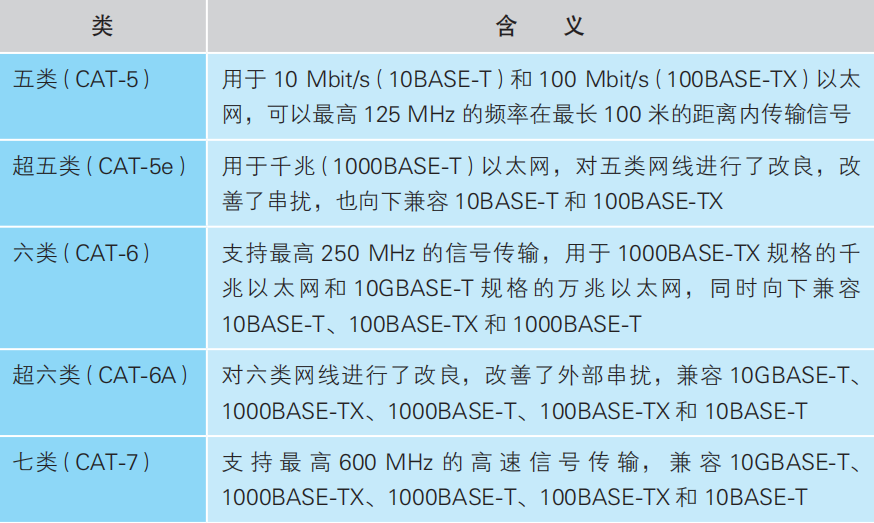 类 含 义
五类（CAT-5） 用于 10 Mbit/s（10BASE-T）和 100 Mbit/s（100BASE-TX）以太
网，可以最高 125 MHz 的频率在最长 100 米的距离内传输信号
超五类（CAT-5e） 用于千兆（1000BASE-T）以太网，对五类网线进行了改良，改
善了串扰，也向下兼容 10BASE-T 和 100BASE-TX
六类（CAT-6） 支持最高 250 MHz 的信号传输，用于 1000BASE-TX 规格的千
兆以太网和 10GBASE-T 规格的万兆以太网，同时向下兼容
10BASE-T、100BASE-TX 和 1000BASE-T
超六类（CAT-6A） 对六类网线进行了改良，改善了外部串扰，兼容 10GBASE-T、
1000BASE-TX、1000BASE-T、100BASE-TX 和 10BASE-T
七类（CAT-7） 支持最高 600 MHz 的高速信号传输，兼容 10GBASE-T、
1000BASE-TX、1000BASE-T、100BASE-TX 和 10BASE-T